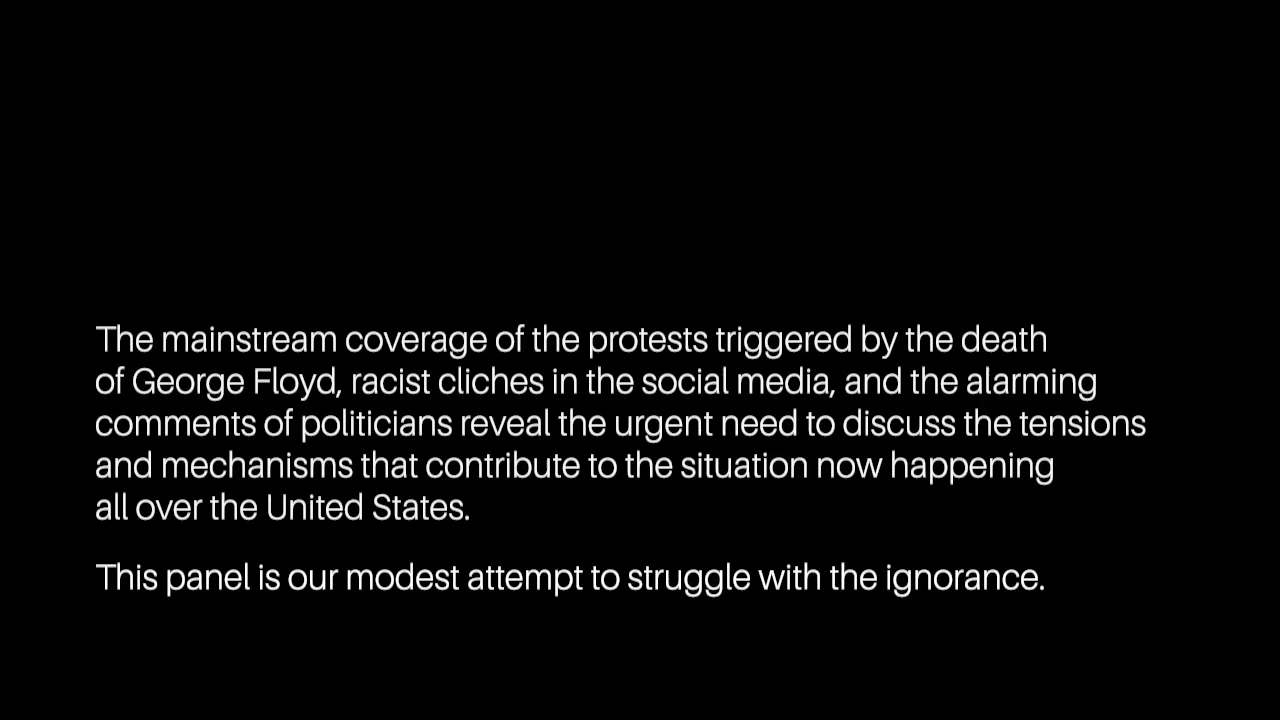 The mainstream coverage of the protests triggered by the death
of George Floyd, racist cliches in the social media, and the alarming
comments of politicians reveal the urgent need to discuss the tensions
and mechanisms that contribute to the situation now happening
all over the United States.
This panel is our modest attempt to struggle with the ignorance.